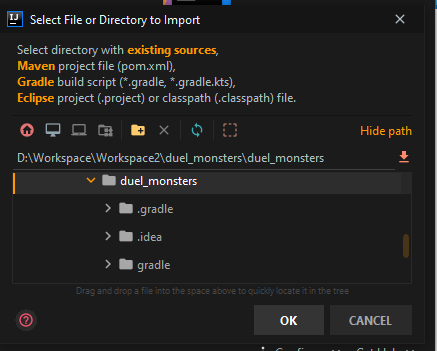 IJ
Select File or Directory to Import
Select directory with existing sources,
Maven project file (pom.xml),
Gradle build script (*.gradle, *.gradle.kts),
Eclipse project (.project) or classpath (.classpath) file.
Hide path
D:\Workspace\Workspace2\duel_monsters\duel_monsters
duel_monsters
.gradle
.idea
gradle
Drag and drop a file into the space above to quickly locate it in the tree
?
OK
CANCEL